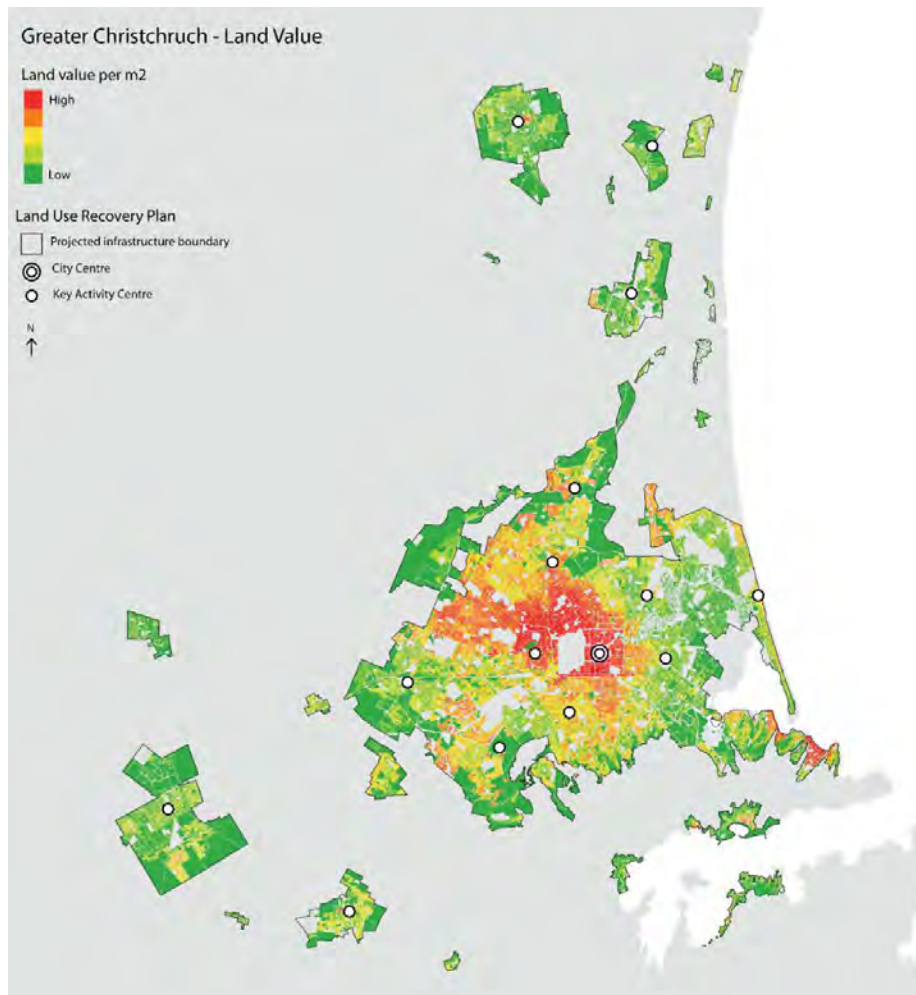 Greater Christchruch - Land Value
Land value per m2
High
Low
Land Use Recovery Plan
Projected infrastructure boundary
City Centre
Key Activity Centre
N